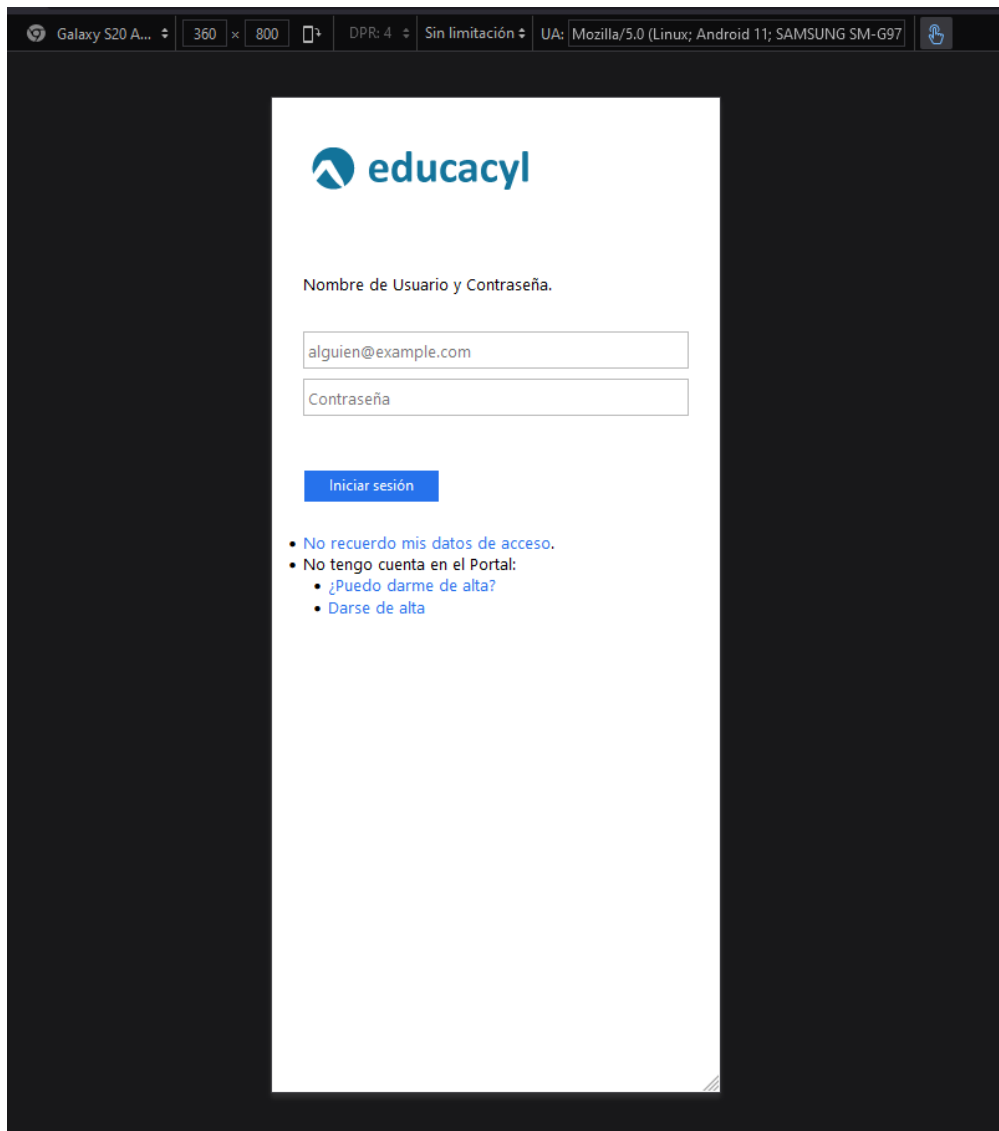 Galaxy S20 A... 360 × 800 DPR: 4 Sin limitación UA: Mozilla/5.0 (Linux; Android 11; SAMSUNG SM-G97
educacyl
Nombre de Usuario y Contraseña.
alguien@example.com
Contraseña
Iniciar sesión
• No recuerdo mis datos de acceso.
• No tengo cuenta en el Portal:
• ¿Puedo darme de alta?
• Darse de alta